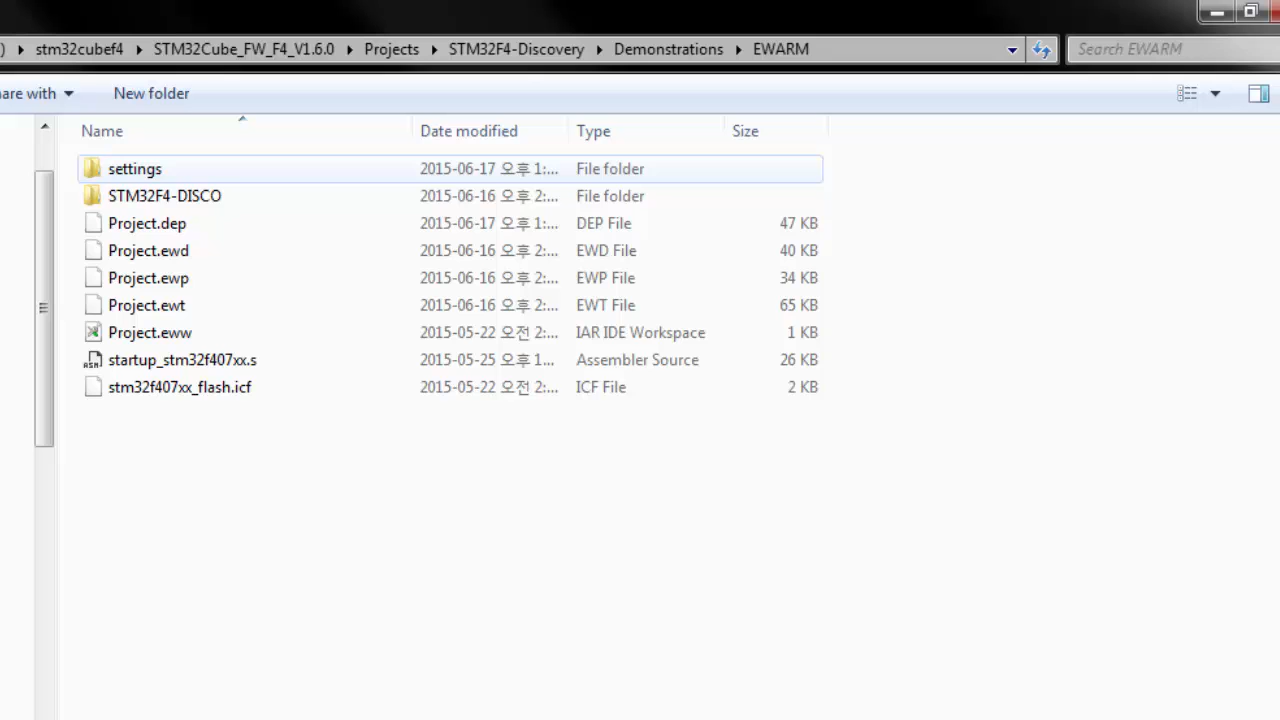 ) ▸ stm32cubef4 ▸ STM32Cube_FW_F4_V1.6.0 ▸ Projects ▸ STM32F4-Discovery ▸ Demonstrations ▸ EWARM Search EWARM
are with New folder
Name Date modified Type Size
settings 2015-06-17 오후 1:... File folder
STM32F4-DISCO 2015-06-16 오후 2:... File folder
Project.dep 2015-06-17 오후 1:... DEP File 47 KB
Project.ewd 2015-06-16 오후 2:... EWD File 40 KB
Project.ewp 2015-06-16 오후 2:... EWP File 34 KB
Project.ewt 2015-06-16 오후 2:... EWT File 65 KB
Project.eww 2015-05-22 오전 2:... IAR IDE Workspace 1 KB
startup_stm32f407xx.s 2015-05-25 오후 1... Assembler Source 26 KB
stm32f407xx_flash.icf 2015-05-22 오전 2:... ICF File 2 KB